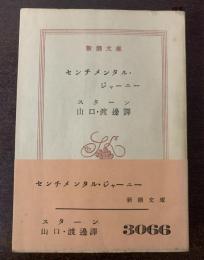 新潮文庫
センチメンタル・
ジャーニー
スターン
山口・渡邊譯
センチメンタル・ジャーニー
新潮文庫
スターン
山口・渡邊譯
3066